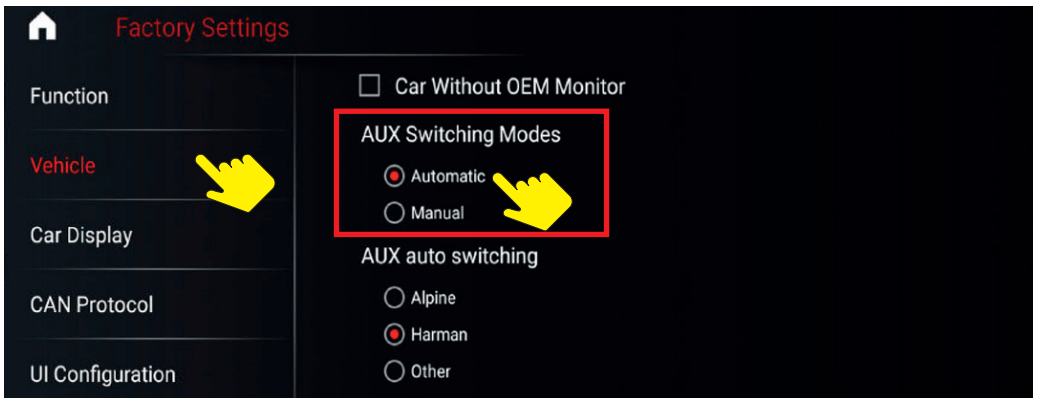 Factory Settings
Function
Vehicle
Car Display
CAN Protocol
UI Configuration
Car Without OEM Monitor
AUX Switching Modes
Automatic
Manual
AUX auto switching
Alpine
Harman
Other